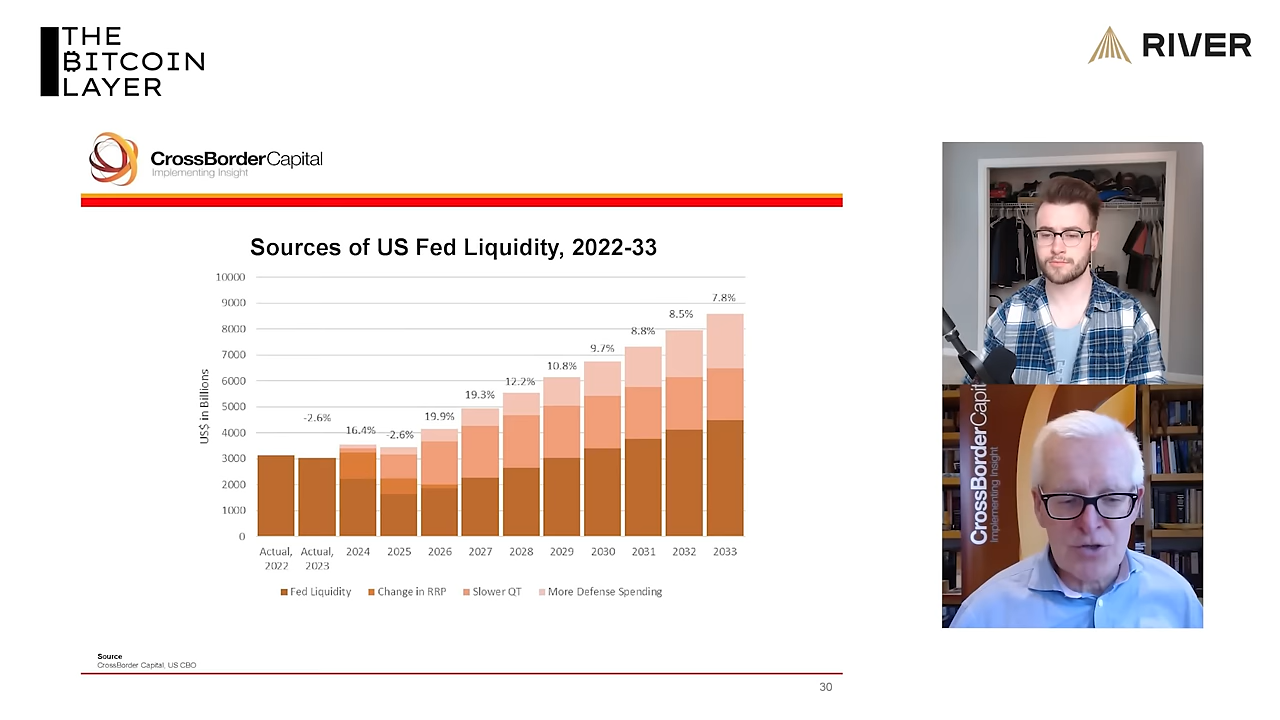 THE
BITCOIN
LAYER
RIVER
CrossBorderCapital
Implementing Insight
Sources of US Fed Liquidity, 2022-33
10000
9000
8000
7000
6000
5000
4000
3000
2000
1000
0
US$ in Billions
-2.6%
16.4%
-2.6%
19.9%
19.3%
12.2%
10.8%
9.7%
8.8%
8.5%
7.8%
Actual, 2022
Actual, 2023
2024
2025
2026
2027
2028
2029
2030
2031
2032
2033
Fed Liquidity
Change in RRP
Slower QT
More Defense Spending
Source
CrossBorder Capital, US CBO
30
CrossBorderCapit
Implementing Insight